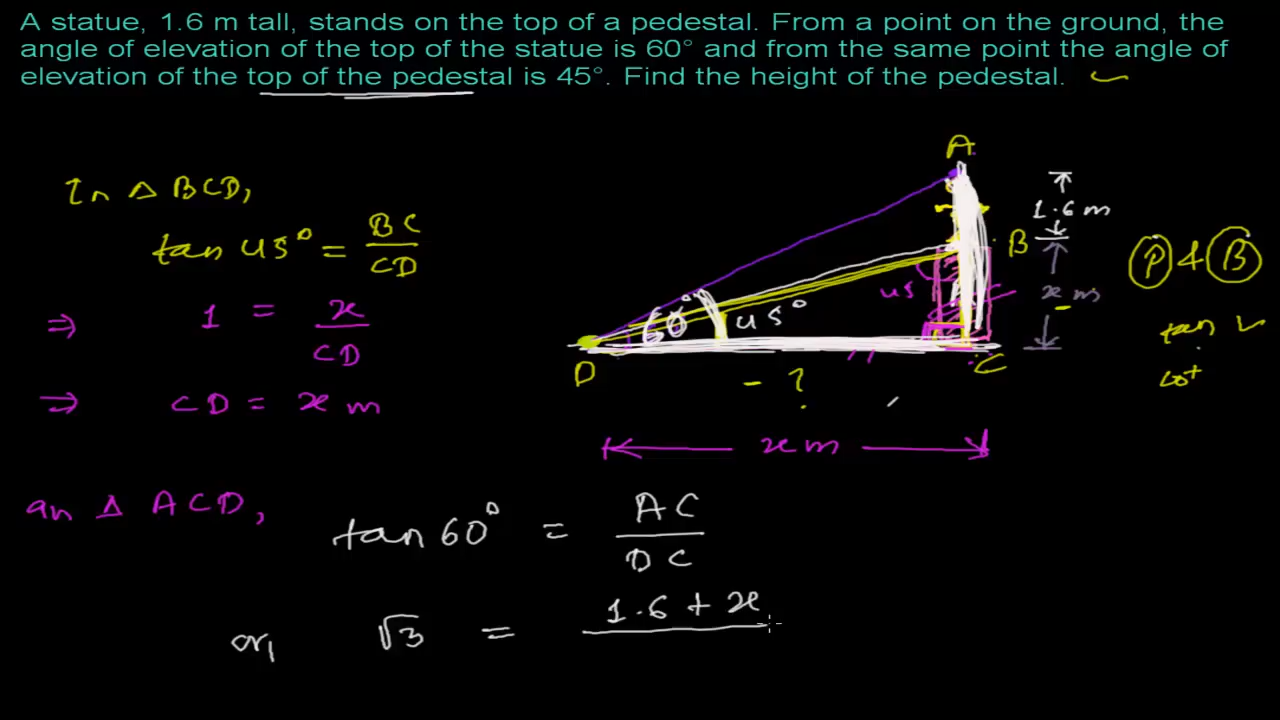 A statue, 1.6 m tall, stands on the top of a pedestal. From a point on the ground, the
angle of elevation of the top of the statue is 60° and from the same point the angle of
elevation of the top of the pedestal is 45°. Find the height of the pedestal.
In Δ BCD,
tan 45° = BC/CD
⇒ 1 = x/CD
⇒ CD = x m
A
1.6 m
B
P & B
x m
45
tan
cot
60°
45°
D
C
- ?
x m
In Δ ACD,
tan 60° = AC/DC
or, √3 = 1.6 + x